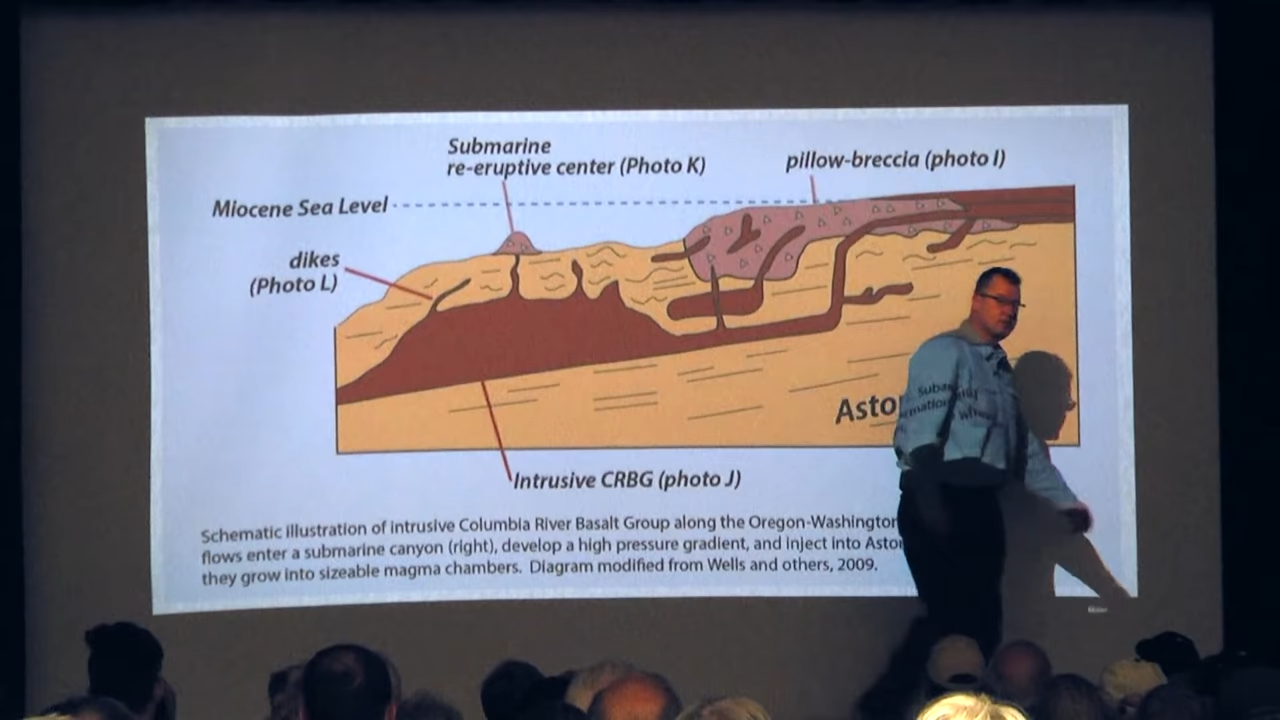 Submarine
re-eruptive center (Photo K)
pillow-breccia (photo I)
Miocene Sea Level
dikes
(Photo L)
Asto
Intrusive CRBG (photo J)
Schematic illustration of intrusive Columbia River Basalt Group along the Oregon-Washington
flows enter a submarine canyon (right), develop a high pressure gradient, and inject into Astor
they grow into sizeable magma chambers. Diagram modified from Wells and others, 2009.